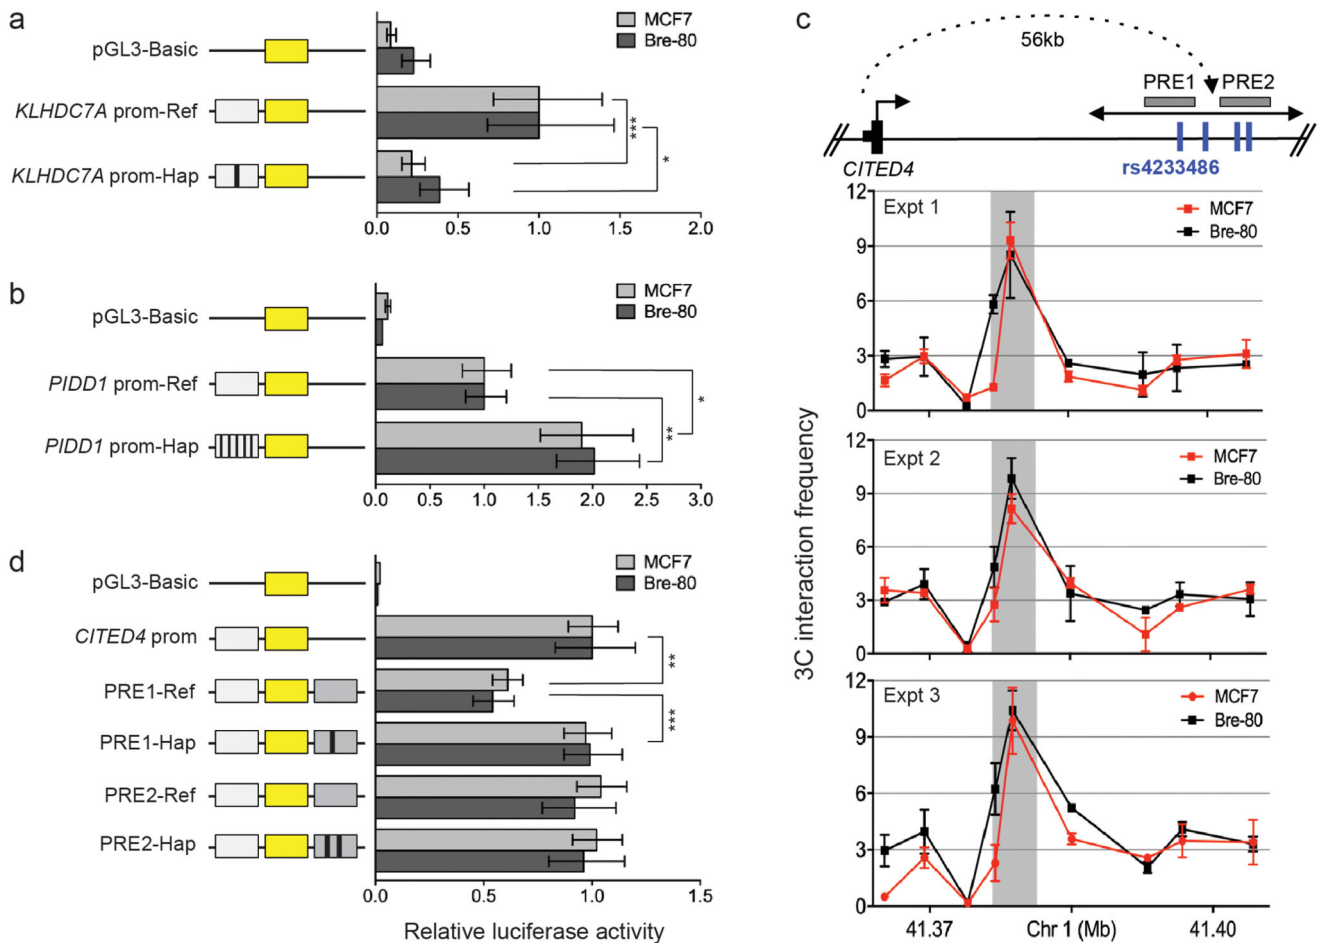 a
MCF7
Bre-80
pGL3-Basic
KLHDC7A prom-Ref
KLHDC7A prom-Hap
***
*
0.0 0.5 1.0 1.5 2.0
b
MCF7
Bre-80
pGL3-Basic
PIDD1 prom-Ref
PIDD1 prom-Hap
*
**
0.0 0.5 1.0 1.5 2.0 2.5 3.0
d
MCF7
Bre-80
pGL3-Basic
CITED4 prom
PRE1-Ref
PRE1-Hap
PRE2-Ref
PRE2-Hap
**
***
0.0 0.5 1.0 1.5
Relative luciferase activity
c
56kb
PRE1 PRE2
CITED4
rs4233486
3C interaction frequency
12
9
6
3
0
Expt 1
MCF7
Bre-80
12
9
6
3
0
Expt 2
MCF7
Bre-80
12
9
6
3
0
Expt 3
MCF7
Bre-80
41.37 Chr 1 (Mb) 41.40